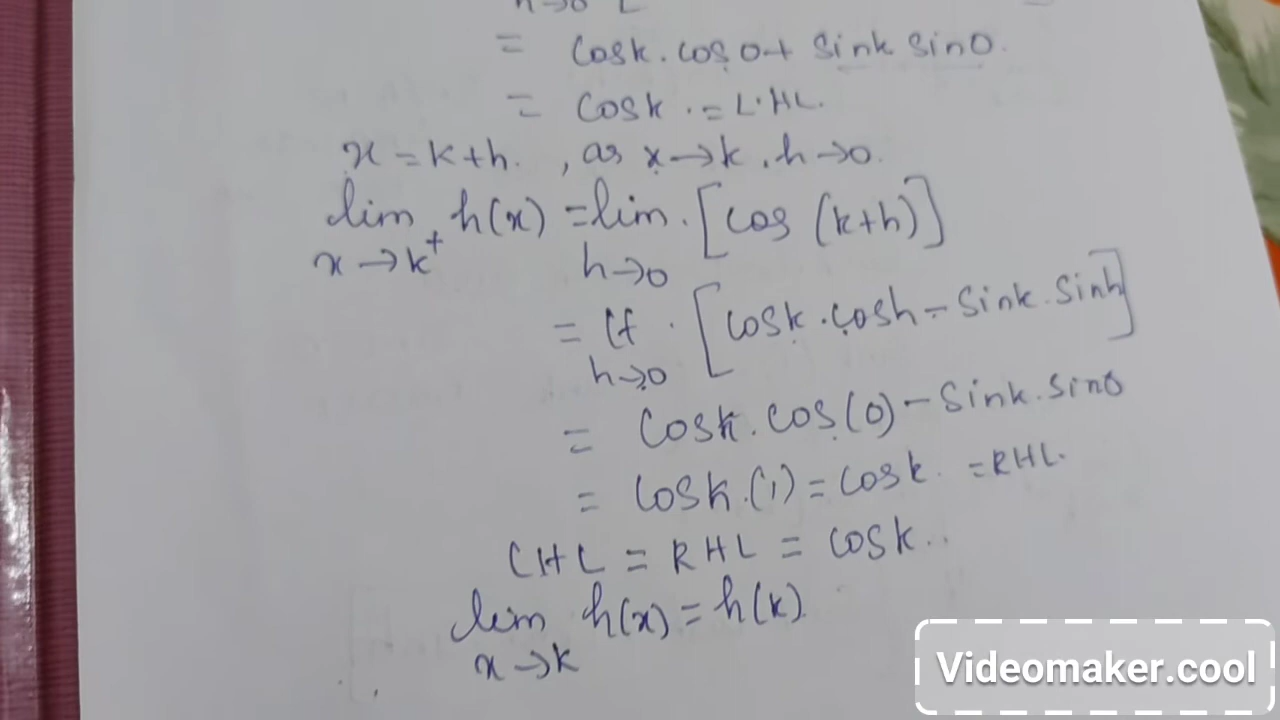 h→0
= Cosk . Cos 0 + Sink Sin0.
= Cosk . = L.HL.
x = k+h. , as x→k, h→0.
lim h(x) = lim . [Cos (k+h)]
x→k⁺ h→0
= lt . [Cosk . Cosh - Sink . Sinh]
h→0
= Cosk . Cos(0) - Sink . Sin0
= Cosk . (1) = Cosk. = RHL.
LHL = RHL = Cosk..
lim h(x) = h(k)
x→k
Videomaker.cool